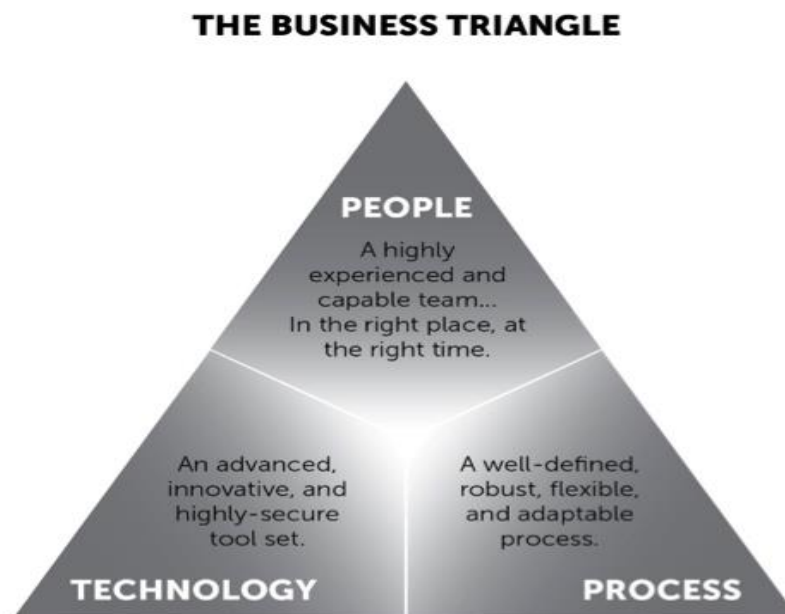 THE BUSINESS TRIANGLE
PEOPLE
A highly
experienced and
capable team...
In the right place, at
the right time.
An advanced,
innovative, and
highly-secure
tool set.
TECHNOLOGY
A well-defined,
robust, flexible,
and adaptable
process.
PROCESS